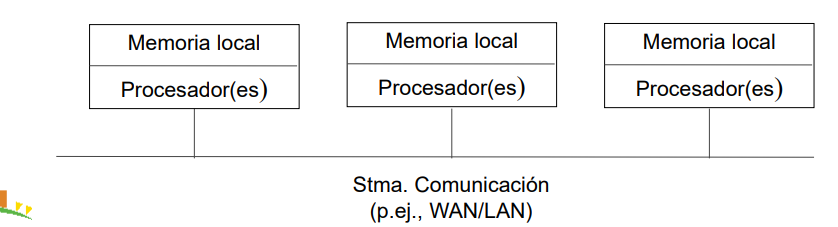 Memoria local
Procesador(es)
Memoria local
Procesador(es)
Memoria local
Procesador(es)
Stma. Comunicación
(p.ej., WAN/LAN)